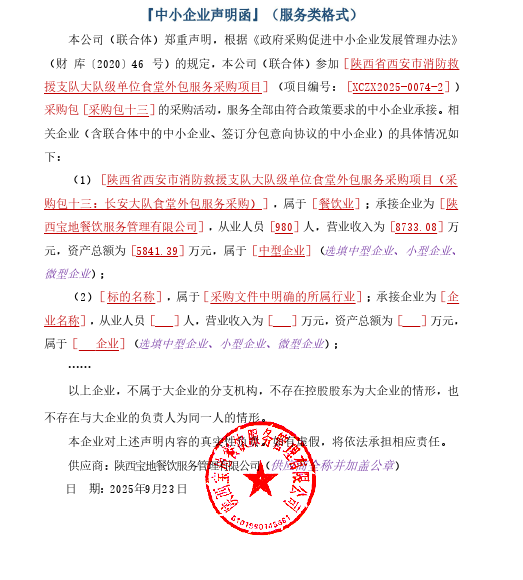 『中小企业声明函』（服务类格式）
本公司（联合体）郑重声明，根据《政府采购促进中小企业发展管理办法》
（财 库〔2020〕46 号）的规定，本公司（联合体）参加［陕西省西安市消防救
援支队大队级单位食堂外包服务采购项目］（项目编号：［XCZX2025-0074-2］）
采购包［采购包十三］的采购活动，服务全部由符合政策要求的中小企业承接。相
关企业（含联合体中的中小企业、签订分包意向协议的中小企业）的具体情况如
下：
（1）［陕西省西安市消防救援支队大队级单位食堂外包服务采购项目（采
购包十三：长安大队食堂外包服务采购）］，属于［餐饮业］；承接企业为［陕
西宝地餐饮服务管理有限公司］，从业人员［980］人，营业收入为［8733.08］万
元，资产总额为［5841.39］万元，属于［中型企业］（选填中型企业、小型企业、
微型企业）；
（2）［标的名称］，属于［采购文件中明确的所属行业］；承接企业为［企
业名称］，从业人员［___］人，营业收入为［___］万元，资产总额为［___］万元，
属于［___企业］（选填中型企业、小型企业、微型企业）；
……
以上企业，不属于大企业的分支机构，不存在控股股东为大企业的情形，也
不存在与大企业的负责人为同一人的情形。
本企业对上述声明内容的真实性负责。如有虚假，将依法承担相应责任。
供应商：陕西宝地餐饮服务管理有限公司（供应商全称并加盖公章）
日 期：2025年9月23日